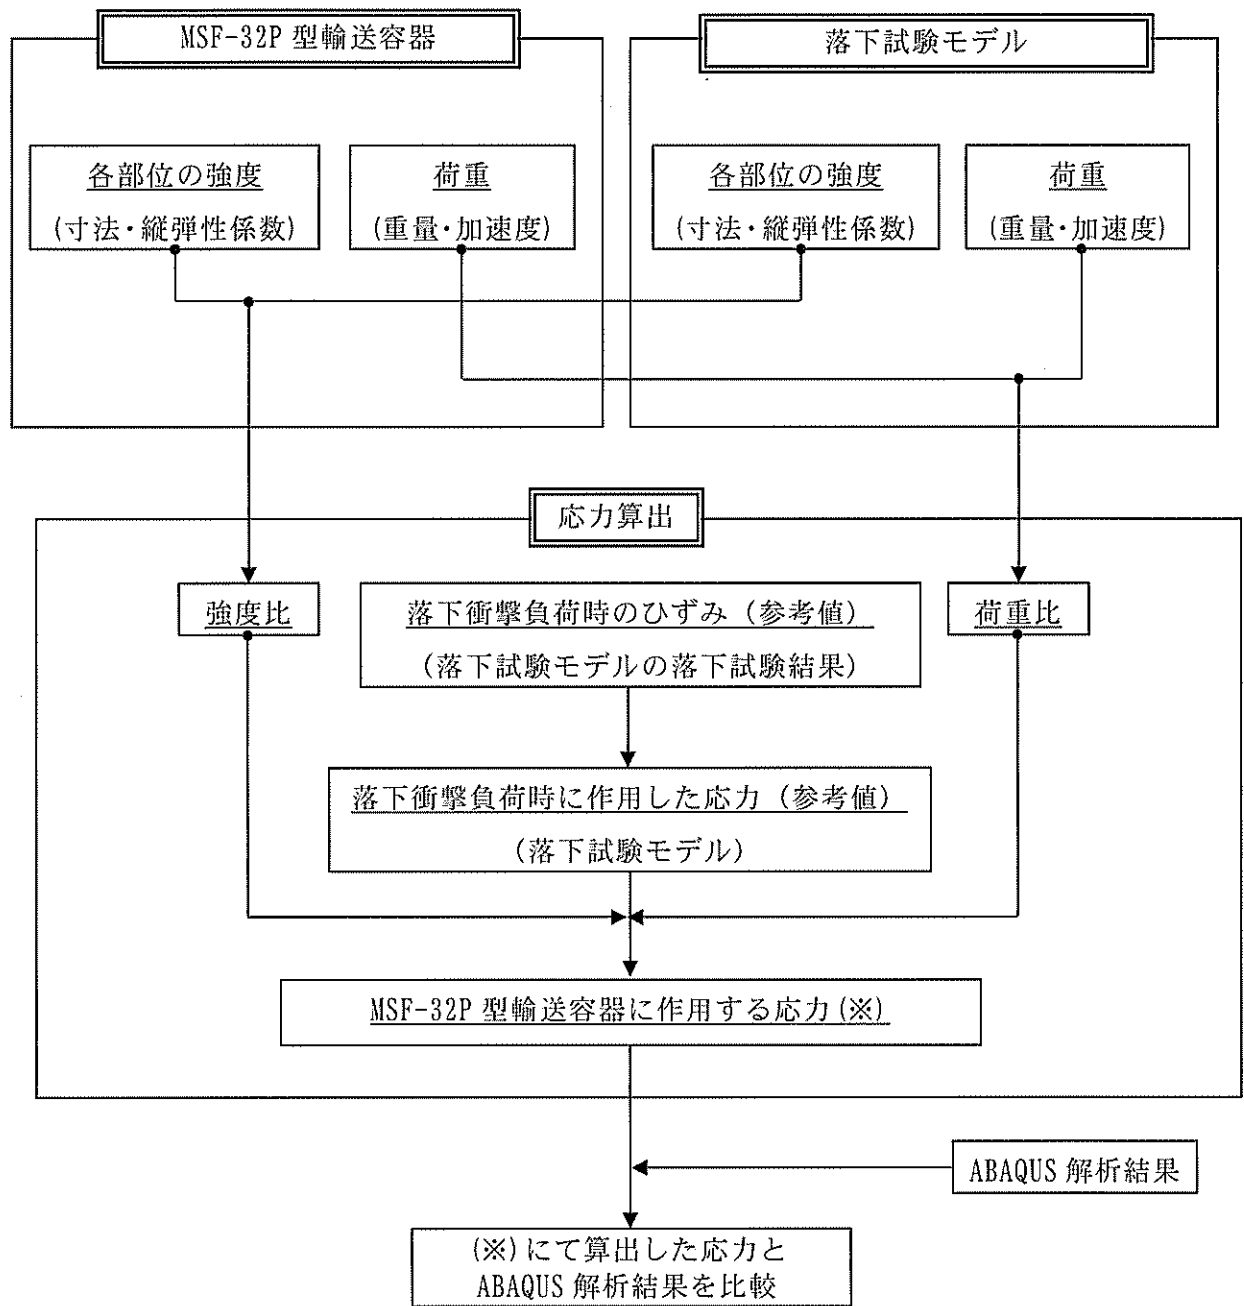 MSF-32P 型輸送容器
落下試験モデル
各部位の強度
(寸法・縦弾性係数)
荷重
(重量・加速度)
各部位の強度
(寸法・縦弾性係数)
荷重
(重量・加速度)
応力算出
強度比
落下衝撃負荷時のひずみ (参考値)
(落下試験モデルの落下試験結果)
荷重比
落下衝撃負荷時に作用した応力 (参考値)
(落下試験モデル)
MSF-32P 型輸送容器に作用する応力(※)
ABAQUS 解析結果
(※)にて算出した応力と
ABAQUS 解析結果を比較